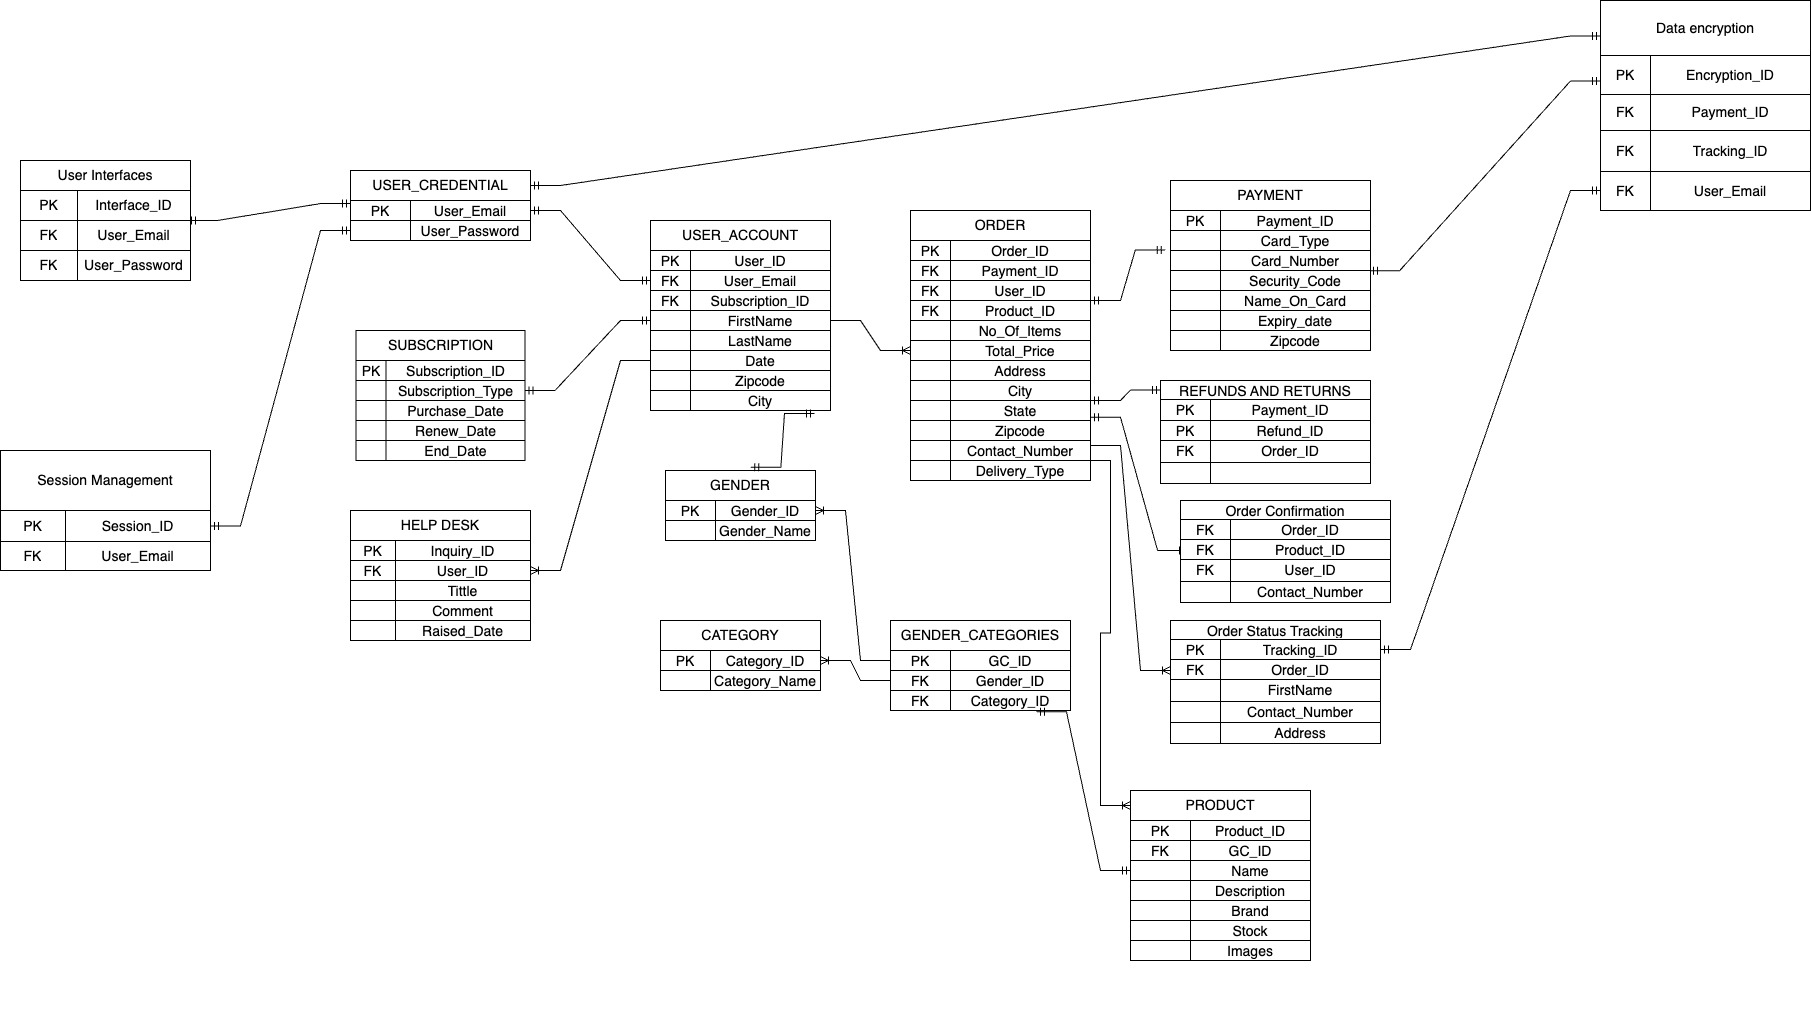 Data encryption
PK Encryption_ID
FK Payment_ID
FK Tracking_ID
FK User_Email
User Interfaces
PK Interface_ID
FK User_Email
FK User_Password
USER_CREDENTIAL
PK User_Email
User_Password
USER_ACCOUNT
PK User_ID
FK User_Email
FK Subscription_ID
FirstName
LastName
Date
Zipcode
City
ORDER
PK Order_ID
FK Payment_ID
FK User_ID
FK Product_ID
No_Of_Items
Total_Price
Address
City
State
Zipcode
Contact_Number
Delivery_Type
PAYMENT
PK Payment_ID
Card_Type
Card_Number
Security_Code
Name_On_Card
Expiry_date
Zipcode
SUBSCRIPTION
PK Subscription_ID
Subscription_Type
Purchase_Date
Renew_Date
End_Date
REFUNDS AND RETURNS
PK Payment_ID
PK Refund_ID
FK Order_ID
Session Management
PK Session_ID
FK User_Email
HELP DESK
PK Inquiry_ID
FK User_ID
Tittle
Comment
Raised_Date
GENDER
PK Gender_ID
Gender_Name
Order Confirmation
FK Order_ID
FK Product_ID
FK User_ID
Contact_Number
CATEGORY
PK Category_ID
Category_Name
GENDER_CATEGORIES
PK GC_ID
FK Gender_ID
FK Category_ID
Order Status Tracking
PK Tracking_ID
FK Order_ID
FirstName
Contact_Number
Address
PRODUCT
PK Product_ID
FK GC_ID
Name
Description
Brand
Stock
Images